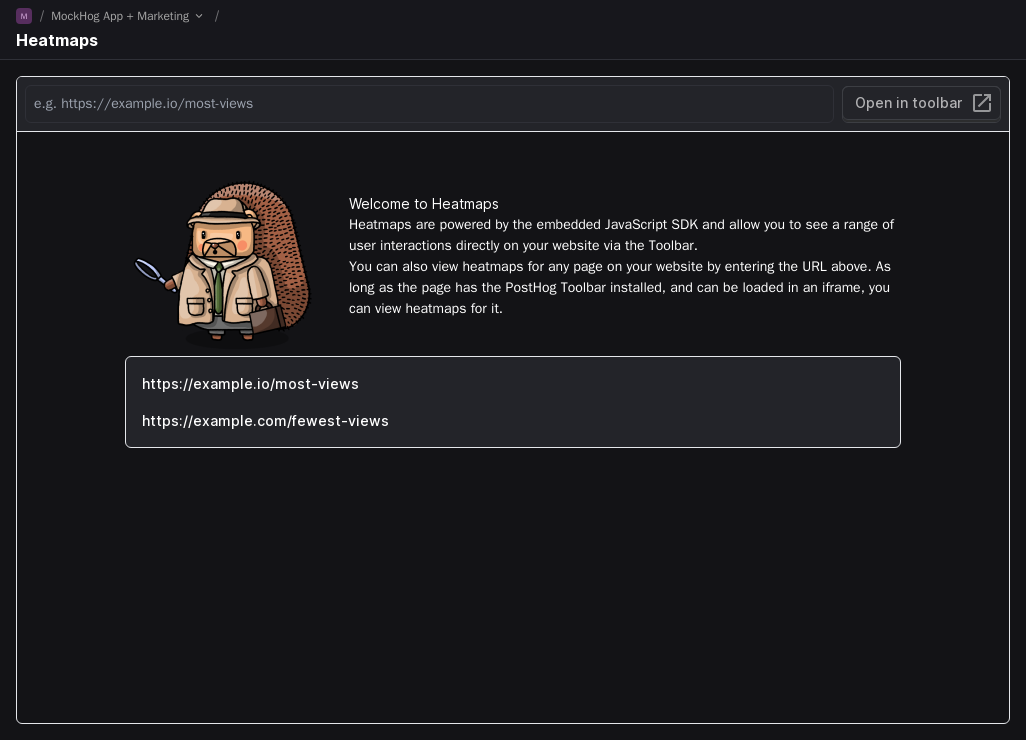 M / MockHog App + Marketing /
Heatmaps
e.g. https://example.io/most-views
Open in toolbar
Welcome to Heatmaps
Heatmaps are powered by the embedded JavaScript SDK and allow you to see a range of
user interactions directly on your website via the Toolbar.
You can also view heatmaps for any page on your website by entering the URL above. As
long as the page has the PostHog Toolbar installed, and can be loaded in an iframe, you
can view heatmaps for it.
https://example.io/most-views
https://example.com/fewest-views